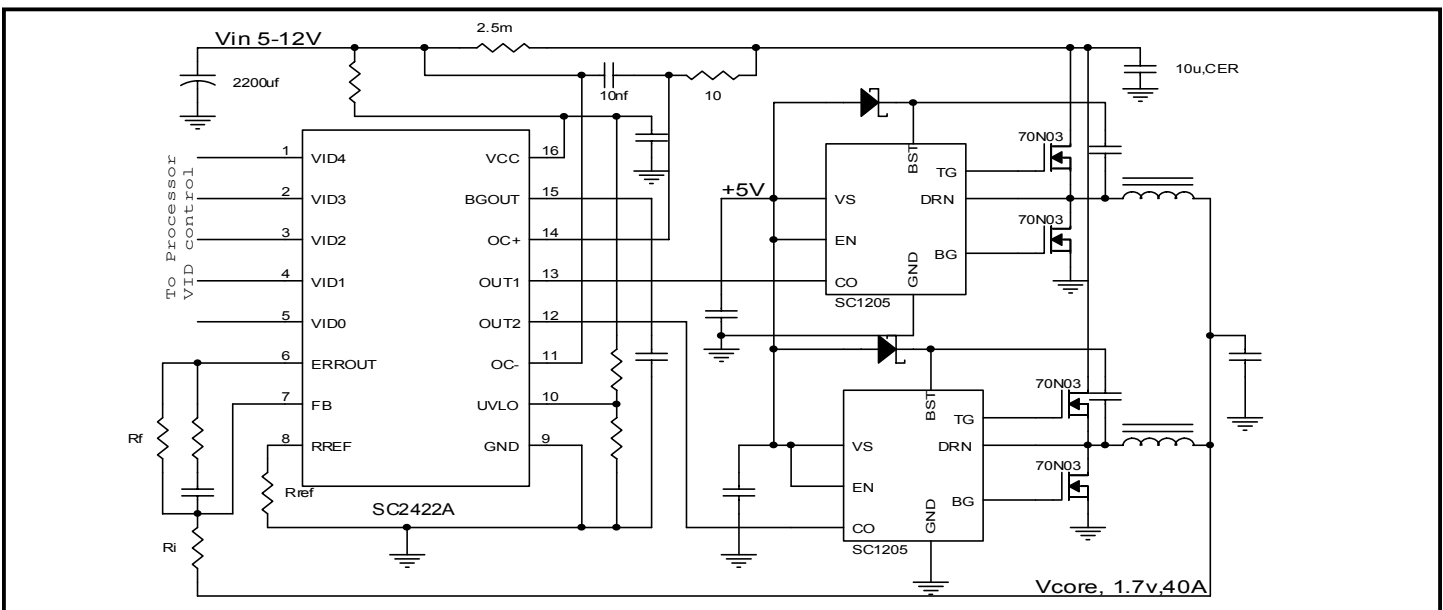 Vin 5-12V
2.5m
2200uf
10nf
10
10u,CER
To Processor
VID control
1 VID4
2 VID3
3 VID2
4 VID1
5 VID0
6 ERROUT
7 FB
8 RREF
VCC 16
BGOUT 15
OC+ 14
OUT1 13
OUT2 12
OC- 11
UVLO 10
GND 9
SC2422A
Rf
Ri
Rref
+5V
VS
EN
CO
BST
TG
DRN
BG
GND
SC1205
70N03
70N03
VS
EN
CO
BST
TG
DRN
BG
GND
SC1205
70N03
70N03
Vcore, 1.7v,40A